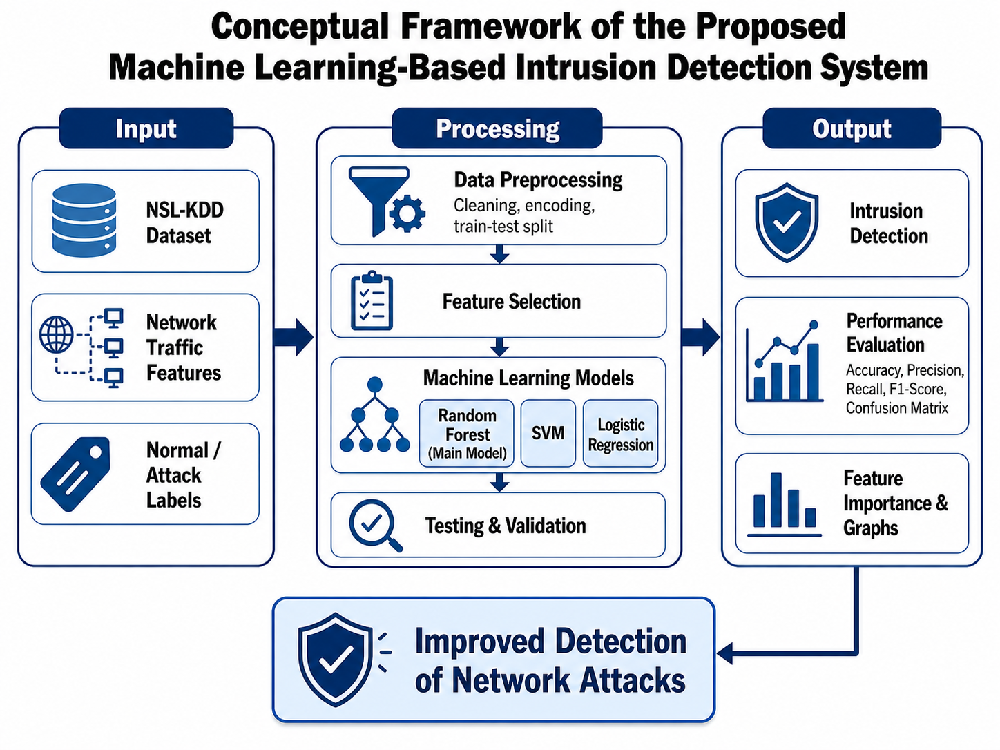 Conceptual Framework of the Proposed
Machine Learning-Based Intrusion Detection System
Input
NSL-KDD
Dataset
Network
Traffic
Features
Normal /
Attack
Labels
Processing
Data Preprocessing
Cleaning, encoding,
train-test split
Feature Selection
Machine Learning Models
Random
Forest
(Main Model)
SVM
Logistic
Regression
Testing & Validation
Output
Intrusion
Detection
Performance
Evaluation
Accuracy, Precision,
Recall, F1-Score,
Confusion Matrix
Feature
Importance &
Graphs
Improved Detection
of Network Attacks